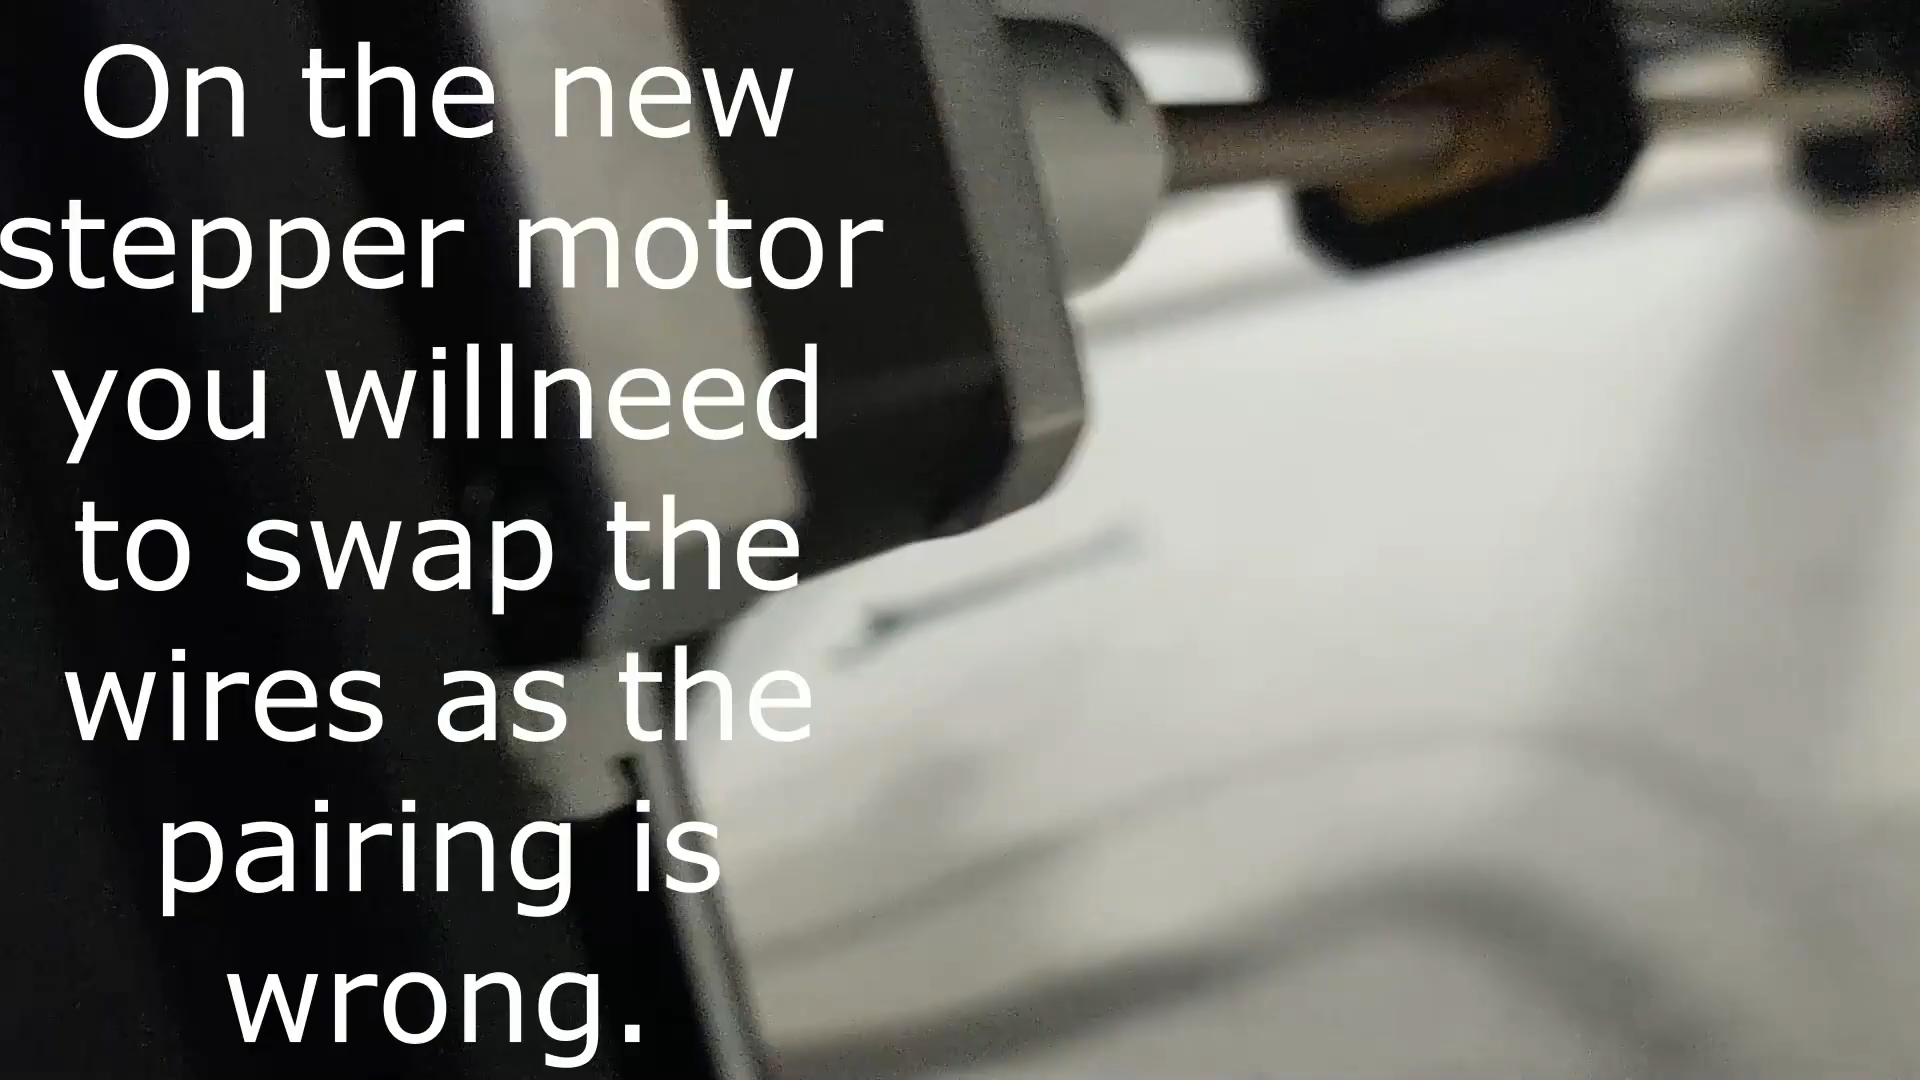 On the new
stepper motor
you willneed
to swap the
wires as the
pairing is
wrong.